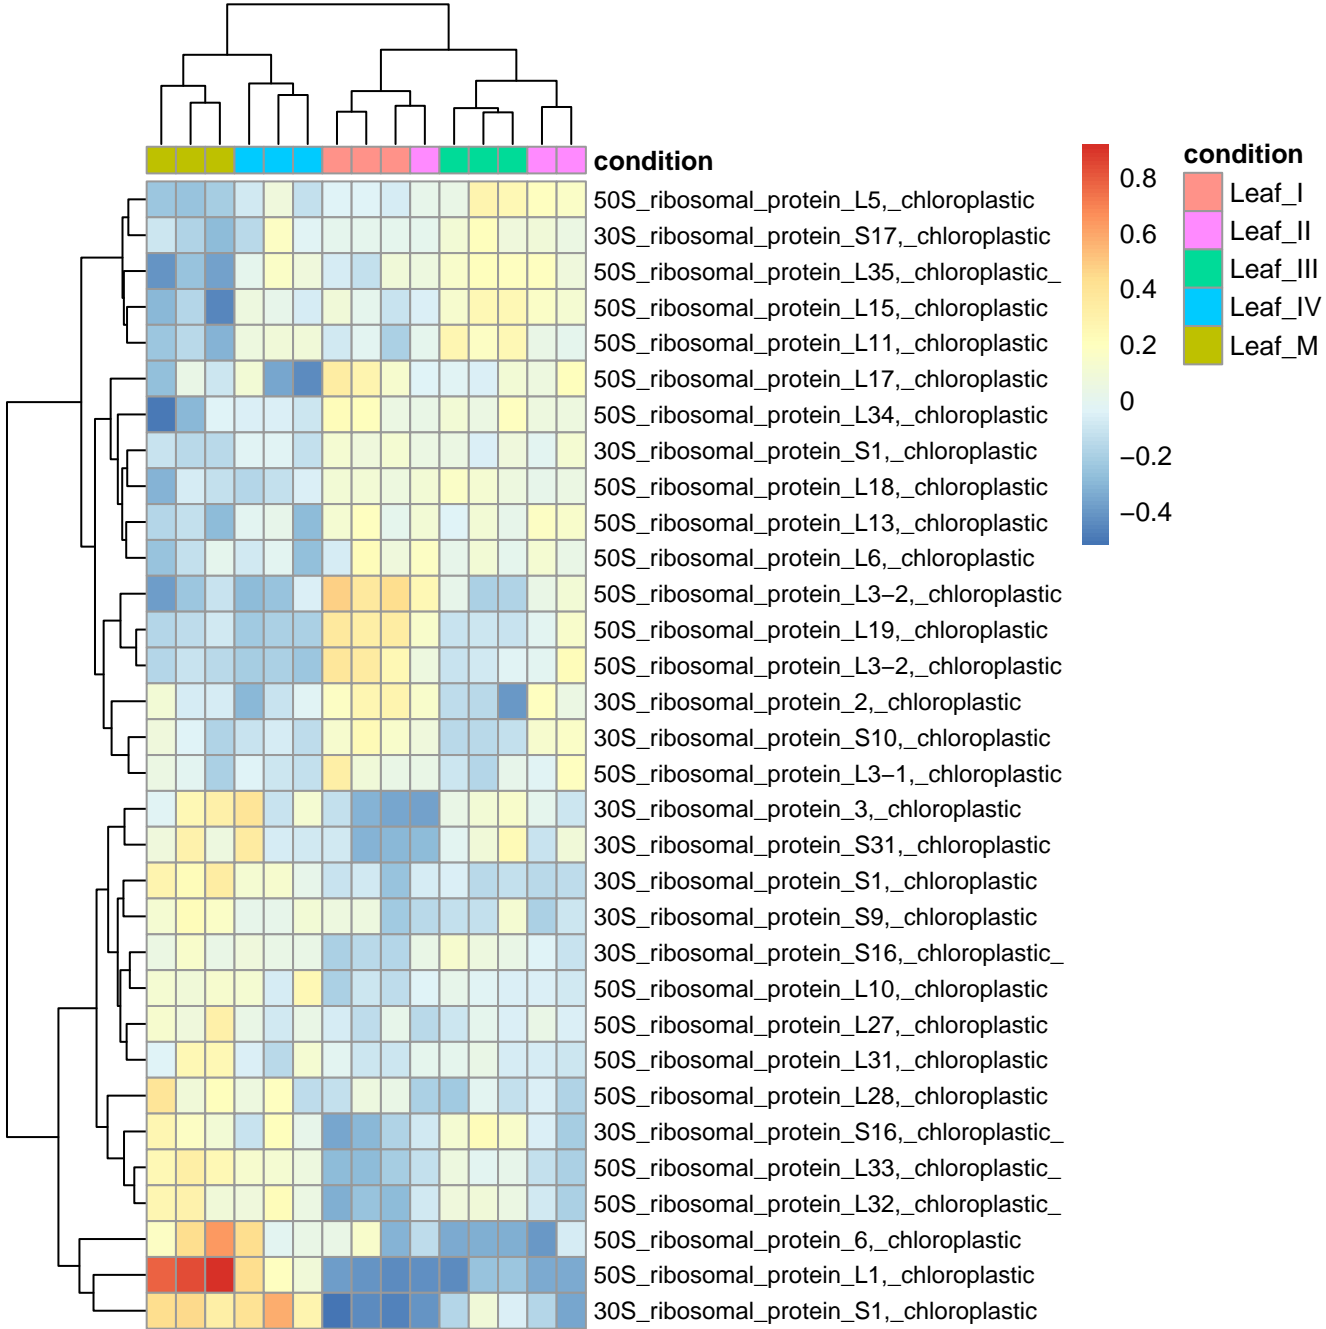 condition
50S_ribosomal_protein_L5,_chloroplastic
30S_ribosomal_protein_S17,_chloroplastic
50S_ribosomal_protein_L35,_chloroplastic_
50S_ribosomal_protein_L15,_chloroplastic
50S_ribosomal_protein_L11,_chloroplastic
50S_ribosomal_protein_L17,_chloroplastic
50S_ribosomal_protein_L34,_chloroplastic
30S_ribosomal_protein_S1,_chloroplastic
50S_ribosomal_protein_L18,_chloroplastic
50S_ribosomal_protein_L13,_chloroplastic
50S_ribosomal_protein_L6,_chloroplastic
50S_ribosomal_protein_L3−2,_chloroplastic
50S_ribosomal_protein_L19,_chloroplastic
50S_ribosomal_protein_L3−2,_chloroplastic
30S_ribosomal_protein_2,_chloroplastic
30S_ribosomal_protein_S10,_chloroplastic
50S_ribosomal_protein_L3−1,_chloroplastic
30S_ribosomal_protein_3,_chloroplastic
30S_ribosomal_protein_S31,_chloroplastic
30S_ribosomal_protein_S1,_chloroplastic
30S_ribosomal_protein_S9,_chloroplastic
30S_ribosomal_protein_S16,_chloroplastic_
50S_ribosomal_protein_L10,_chloroplastic
50S_ribosomal_protein_L27,_chloroplastic
50S_ribosomal_protein_L31,_chloroplastic
50S_ribosomal_protein_L28,_chloroplastic
30S_ribosomal_protein_S16,_chloroplastic_
50S_ribosomal_protein_L33,_chloroplastic_
50S_ribosomal_protein_L32,_chloroplastic_
50S_ribosomal_protein_6,_chloroplastic
50S_ribosomal_protein_L1,_chloroplastic
30S_ribosomal_protein_S1,_chloroplastic
0.8
0.6
0.4
0.2
0
−0.2
−0.4
condition
Leaf_I
Leaf_II
Leaf_III
Leaf_IV
Leaf_M